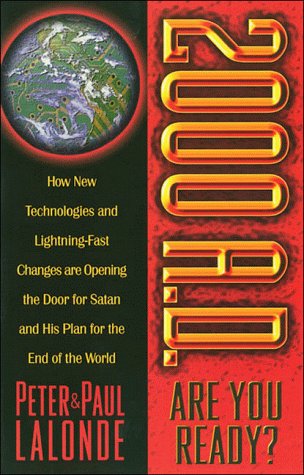 2000 A.D.
ARE YOU
READY?
How New
Technologies and
Lightning-Fast
Changes are Opening
the Door for Satan
and His Plan for the
End of the World
PETER & PAUL
LALONDE